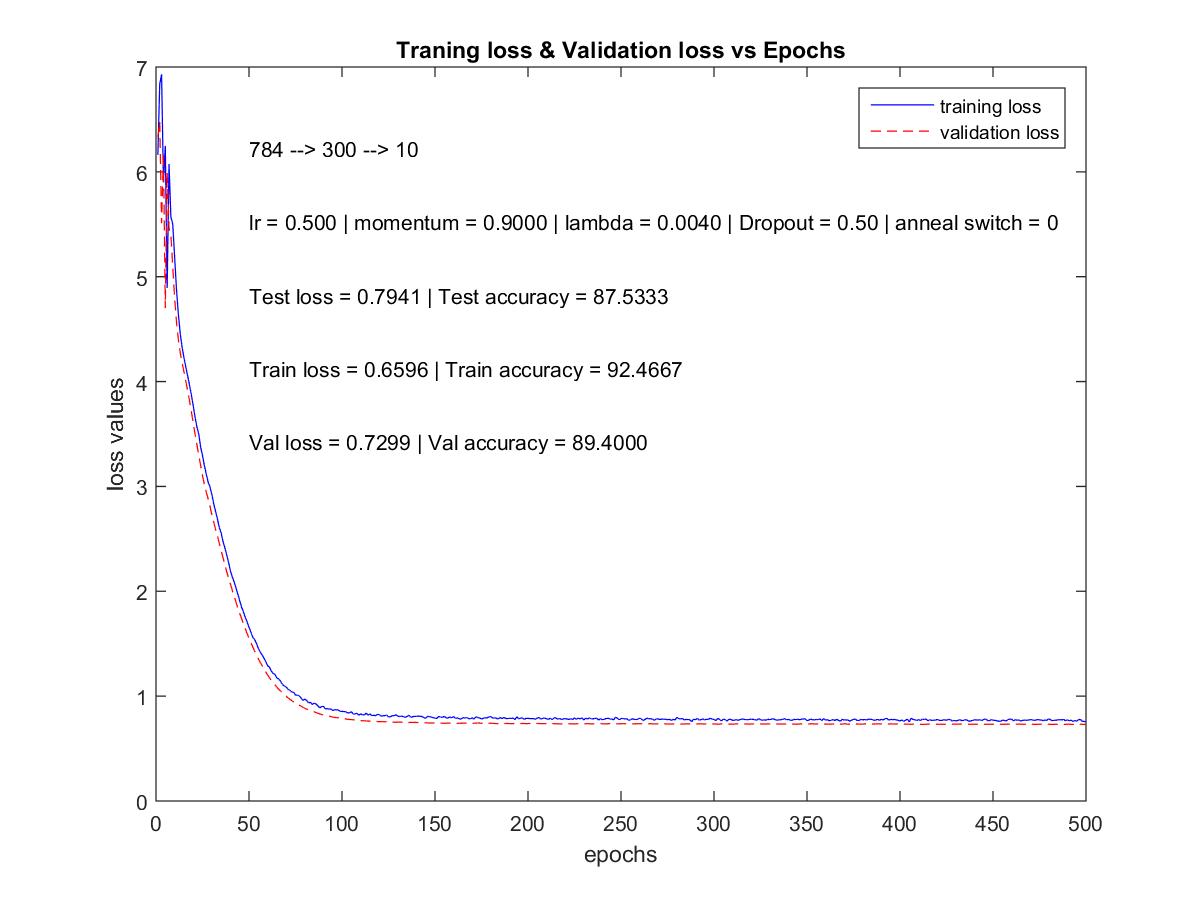 Traning loss & Validation loss vs Epochs
7
6
5
4
3
2
1
0
loss values
training loss
validation loss
784 --> 300 --> 10
lr = 0.500 | momentum = 0.9000 | lambda = 0.0040 | Dropout = 0.50 | anneal switch = 0
Test loss = 0.7941 | Test accuracy = 87.5333
Train loss = 0.6596 | Train accuracy = 92.4667
Val loss = 0.7299 | Val accuracy = 89.4000
0 50 100 150 200 250 300 350 400 450 500
epochs